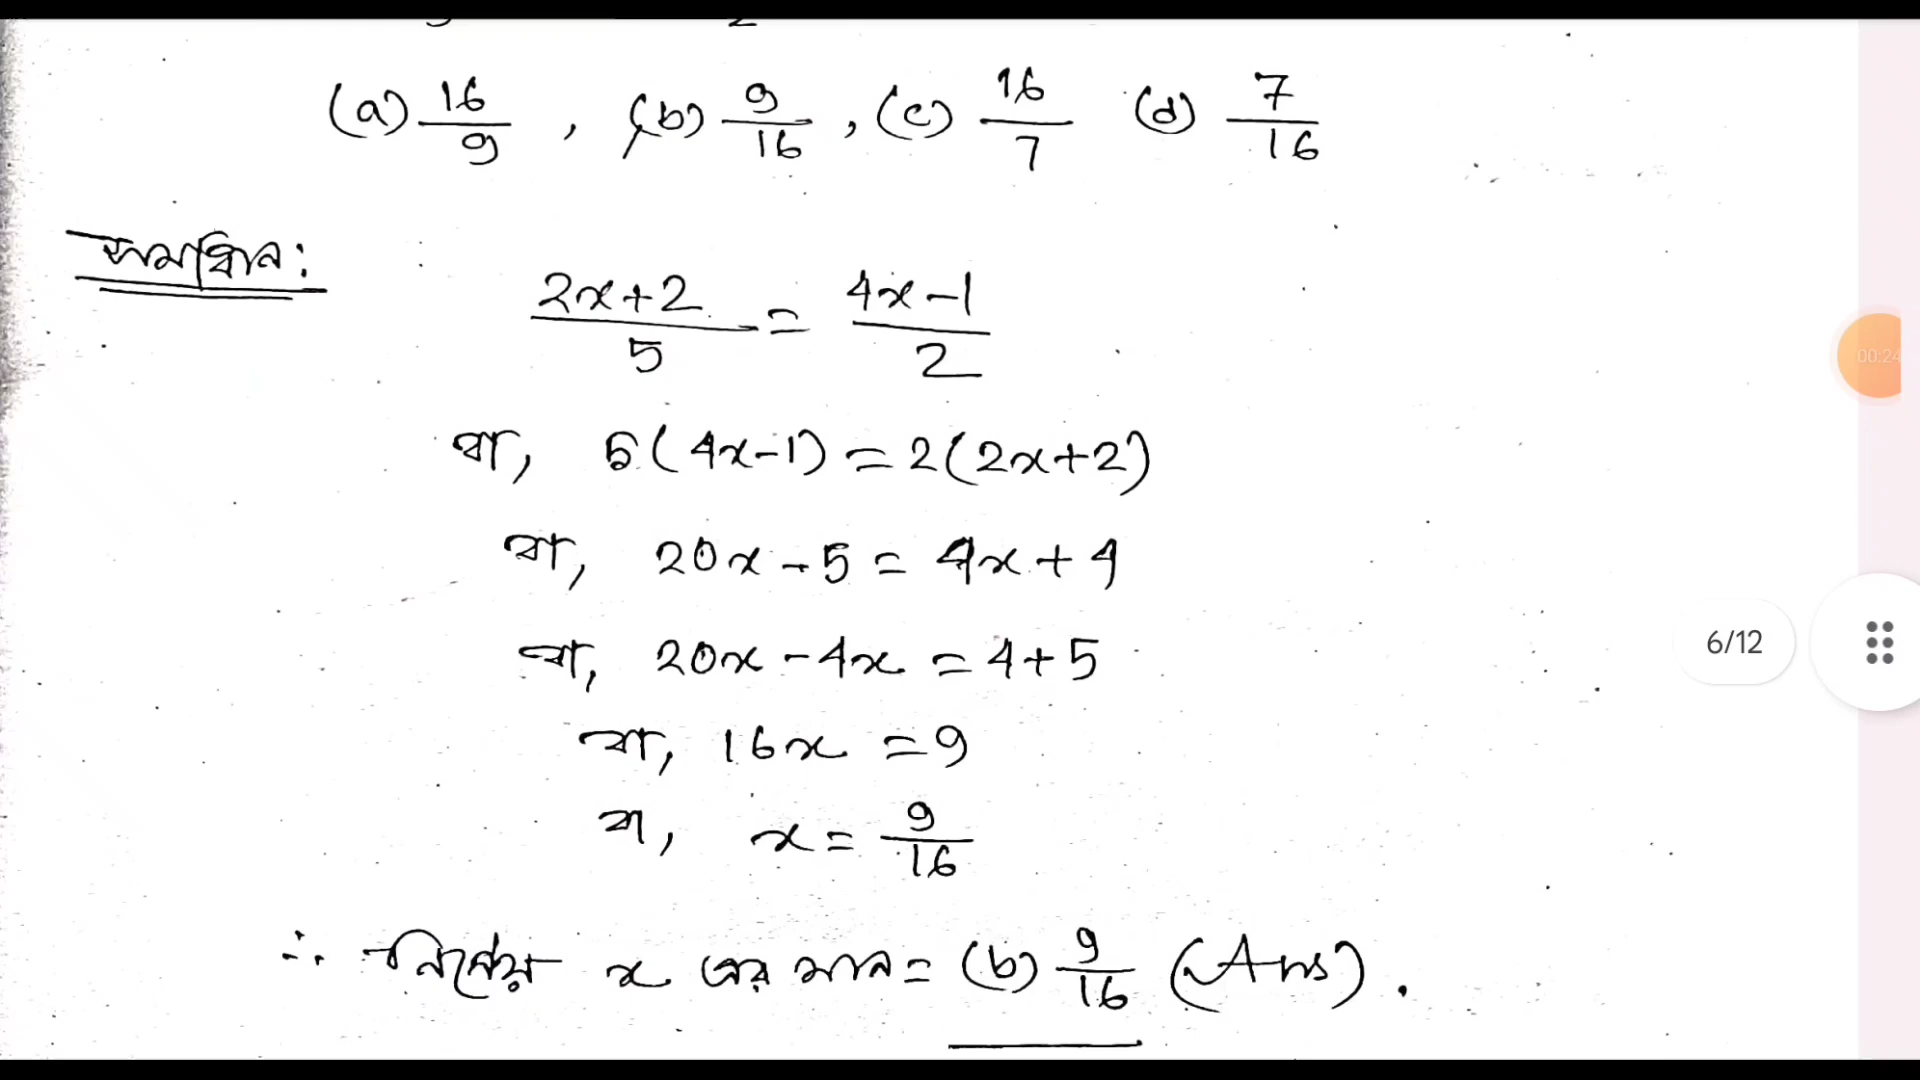 (a) 16/9 , (b) 9/16 , (c) 16/7 (d) 7/16
সমাধান:
(2x+2)/5 = (4x-1)/2
বা, 5(4x-1) = 2(2x+2)
বা, 20x - 5 = 4x + 4
বা, 20x - 4x = 4+5
বা, 16x = 9
বা, x = 9/16
∴ নির্ণেয় x এর মান = (b) 9/16 (Ans).
00:24
6/12